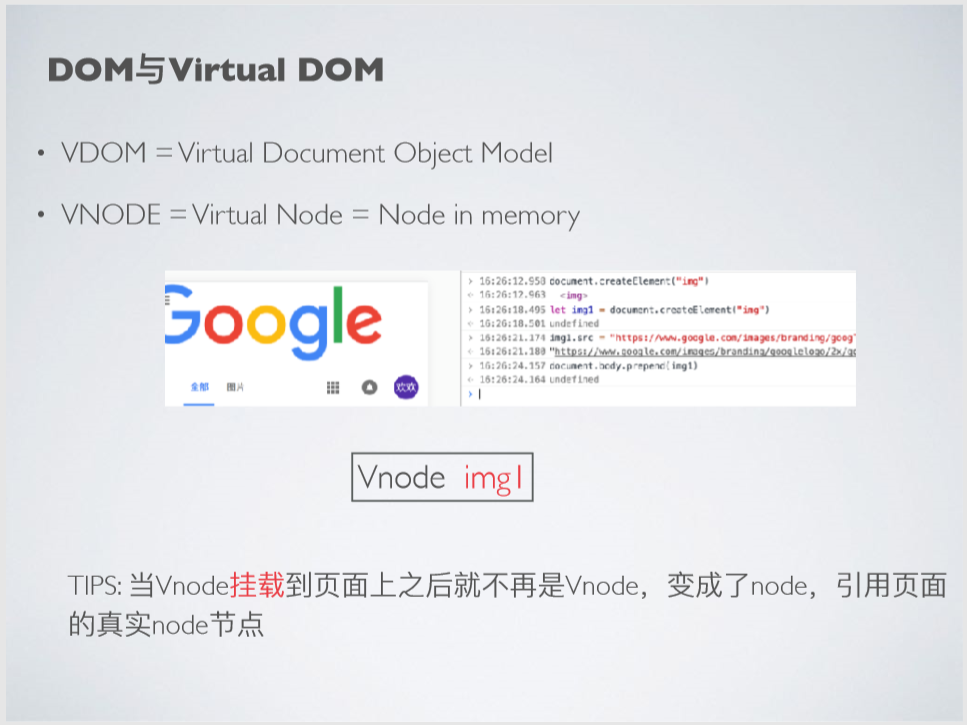 DOM与Virtual DOM
• VDOM = Virtual Document Object Model
• VNODE = Virtual Node = Node in memory
Google
全部 图片
欢欢
> 16:26:12.958 document.createElement("img")
< 16:26:12.963 <img>
> 16:26:18.495 let img1 = document.createElement("img")
< 16:26:18.501 undefined
> 16:26:21.174 img1.src = "https://www.google.com/images/branding/goog
< 16:26:21.180 "https://www.google.com/images/branding/googlelogo/2x/go
> 16:26:24.157 document.body.prepend(img1)
< 16:26:24.164 undefined
>
Vnode img1
TIPS: 当Vnode挂载到页面上之后就不再是Vnode，变成了node，引用页面
的真实node节点